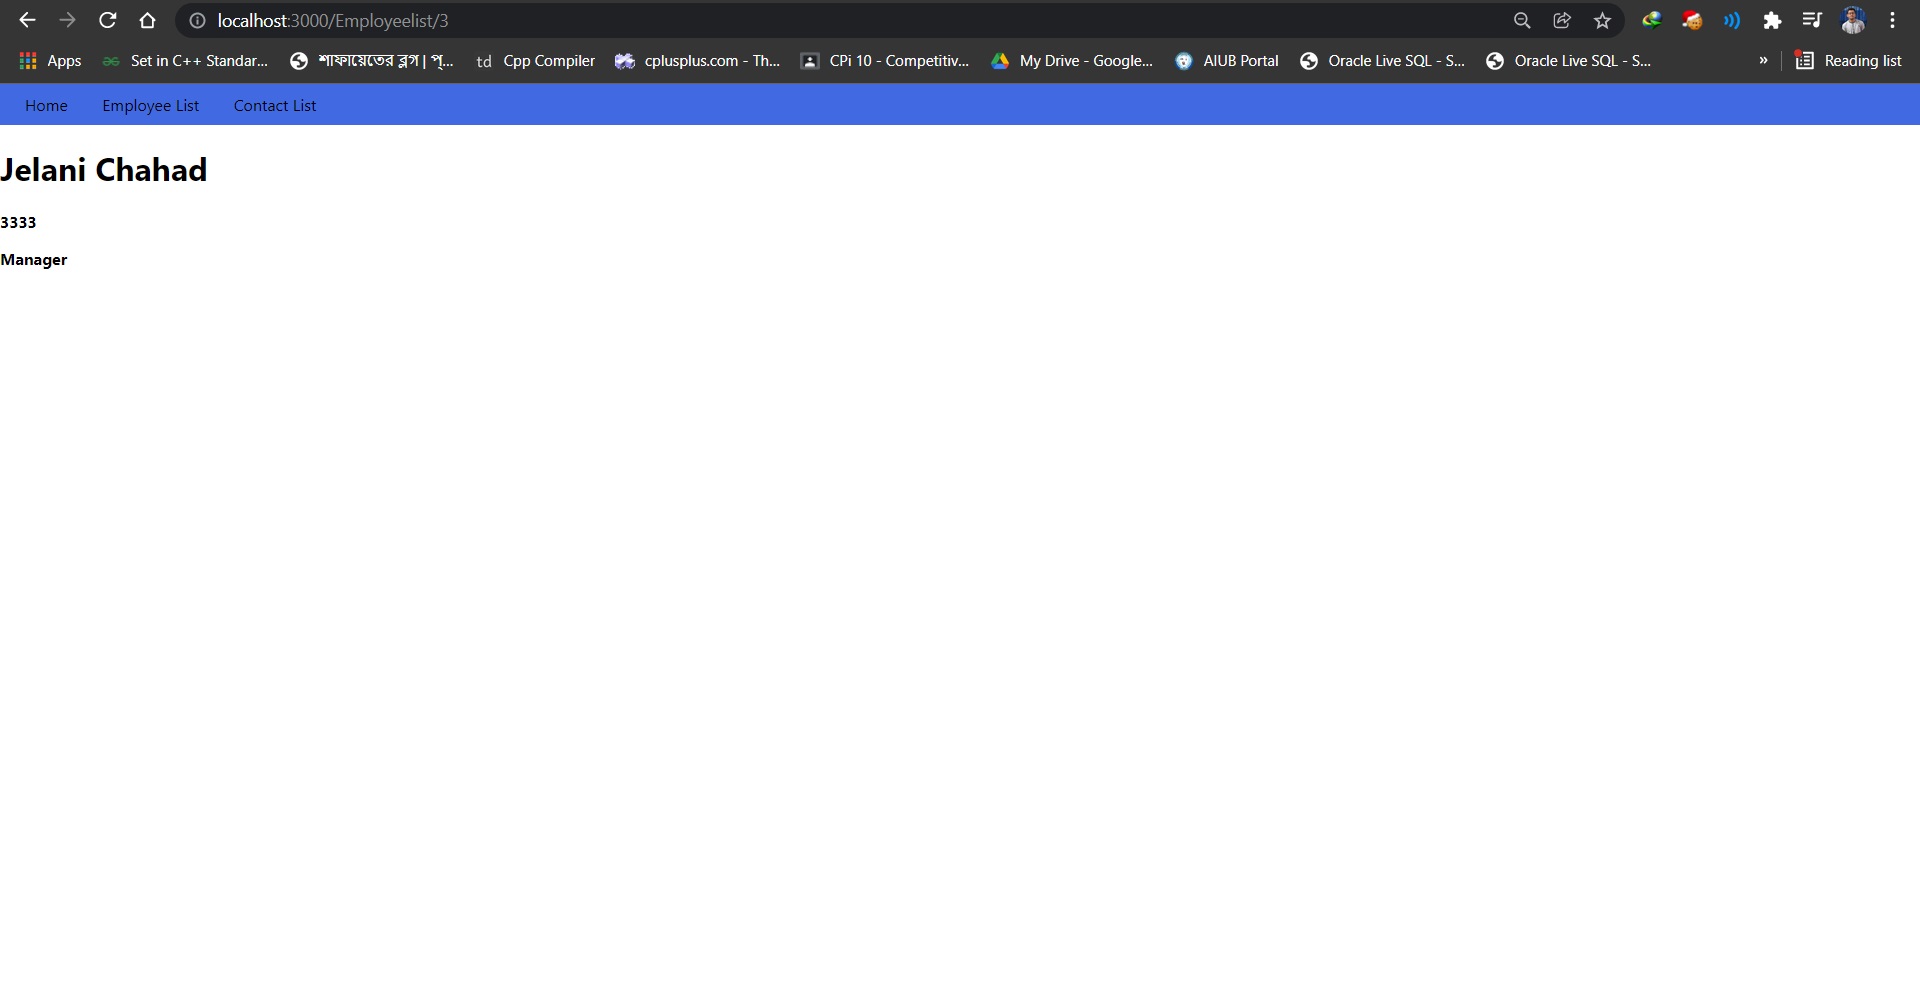 localhost:3000/Employeelist/3
Apps Set in C++ Standar... শাফায়েতের ব্লগ | প্... td Cpp Compiler cplusplus.com - Th... CPi 10 - Competitiv... My Drive - Google... AIUB Portal Oracle Live SQL - S... Oracle Live SQL - S... » Reading list
Home Employee List Contact List
Jelani Chahad
3333
Manager